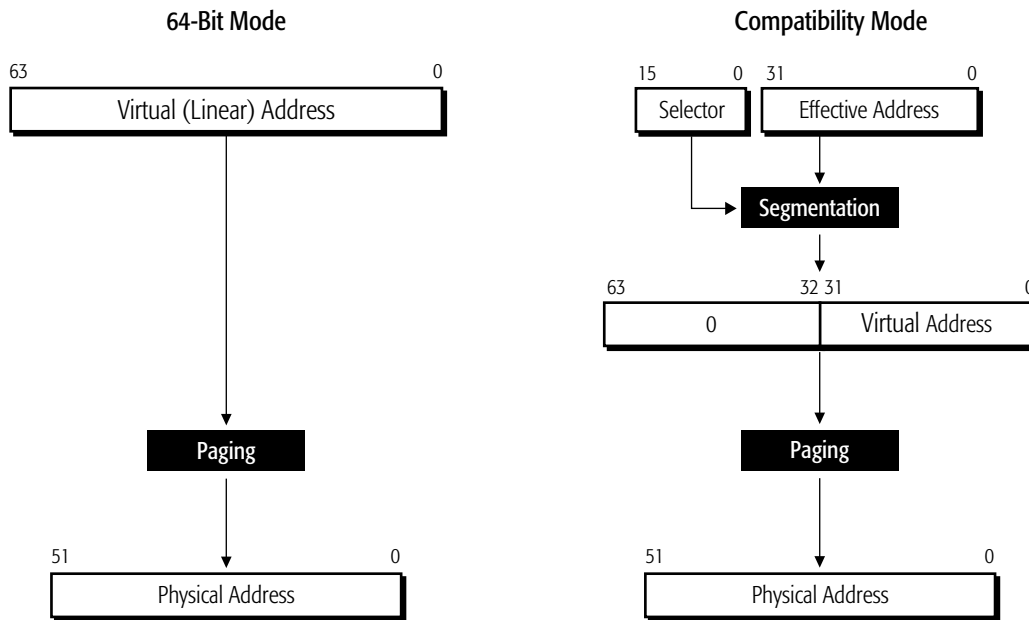 64-Bit Mode
63 0
Virtual (Linear) Address
Paging
51 0
Physical Address
Compatibility Mode
15 0 31 0
Selector Effective Address
Segmentation
63 32 31 0
0 Virtual Address
Paging
51 0
Physical Address